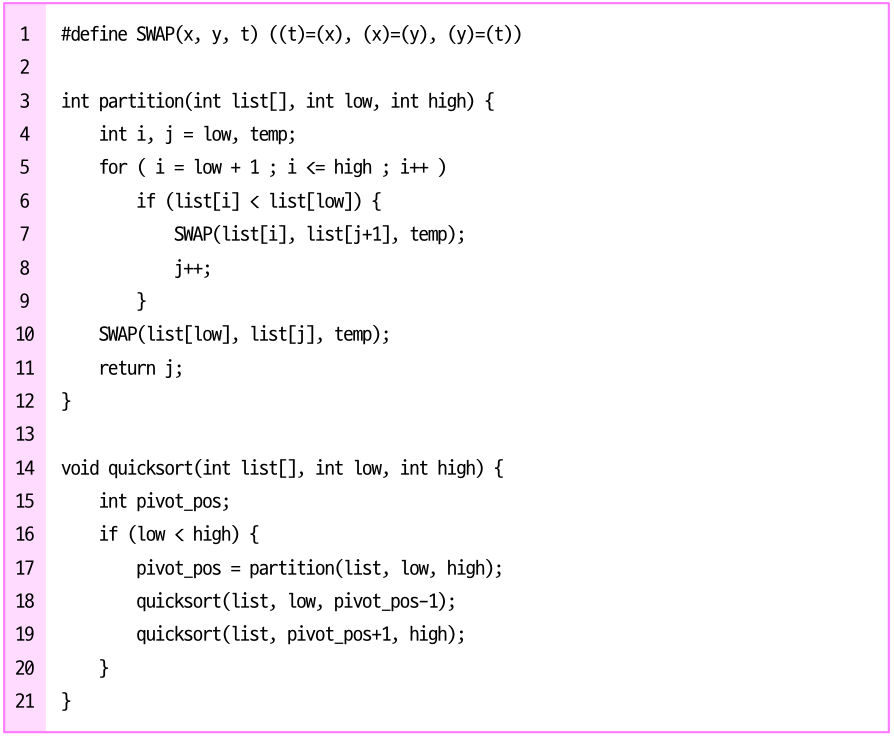 1 #define SWAP(x, y, t) ((t)=(x), (x)=(y), (y)=(t))
2
3 int partition(int list[], int low, int high) {
4     int i, j = low, temp;
5     for ( i = low + 1 ; i <= high ; i++ )
6         if (list[i] < list[low]) {
7             SWAP(list[i], list[j+1], temp);
8             j++;
9         }
10     SWAP(list[low], list[j], temp);
11     return j;
12 }
13
14 void quicksort(int list[], int low, int high) {
15     int pivot_pos;
16     if (low < high) {
17         pivot_pos = partition(list, low, high);
18         quicksort(list, low, pivot_pos-1);
19         quicksort(list, pivot_pos+1, high);
20     }
21 }